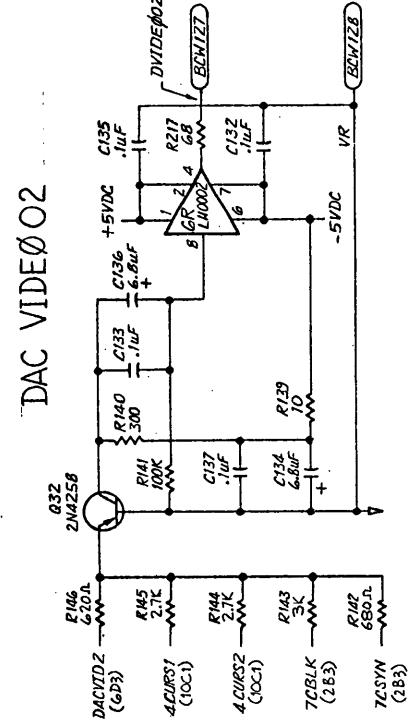 DAC VIDEØ02
DVIDEØ02
BCW127
BCW128
C135
.1uF
R217
68
C132
.1uF
VR
+5VDC
-5VDC
1
2
4
GR
LH0002
8
7
6
C136
6.8uF
+
C133
.1uF
R140
300
R141
100K
R139
10
C137
.1uF
C134
6.8uF
+
Q32
2N4258
R146
620Ω
R145
2.7K
R144
2.7K
R143
3K
R142
680Ω
DACVID2
(6D3)
4CURS1
(10C1)
4CURS2
(10C1)
7CBLK
(2B3)
7CSYN
(2B3)